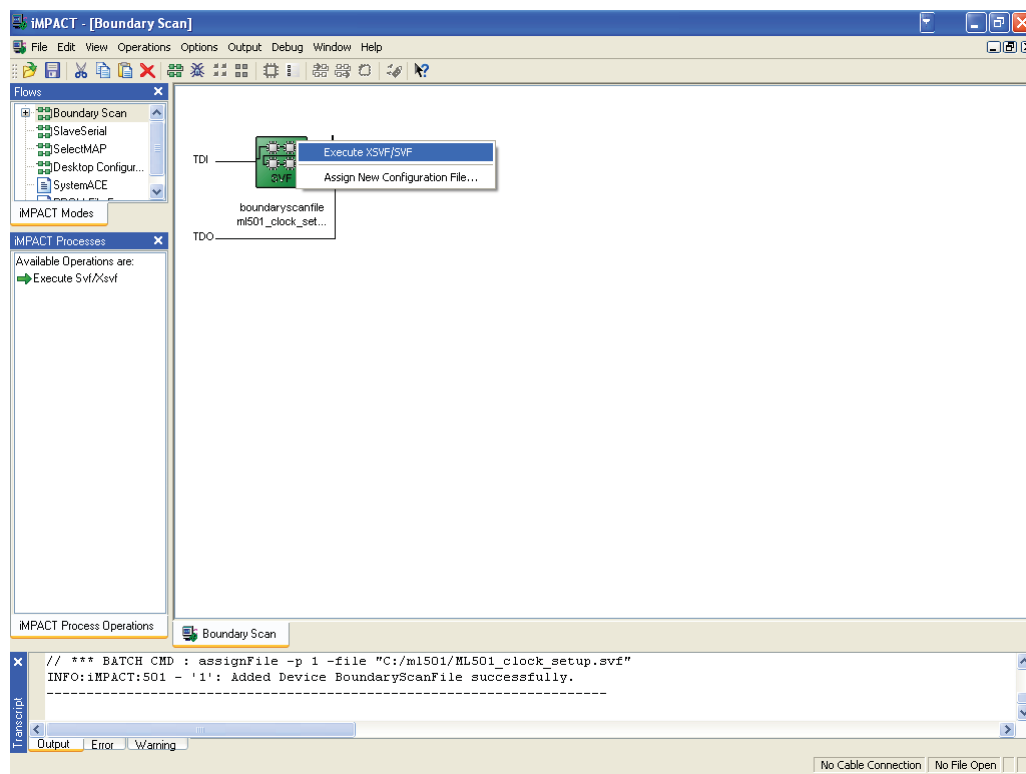 iMPACT - [Boundary Scan]
File Edit View Operations Options Output Debug Window Help
Flows
Boundary Scan
SlaveSerial
SelectMAP
Desktop Configur...
SystemACE
iMPACT Modes
iMPACT Processes
Available Operations are:
Execute Svf/Xsvf
iMPACT Process Operations
TDI
SVF
Execute XSVF/SVF
Assign New Configuration File...
boundaryscanfile
ml501_clock_set...
TDO
Boundary Scan
// *** BATCH CMD : assignFile -p 1 -file "C:/ml501/ML501_clock_setup.svf"
INFO:iMPACT:501 - '1': Added Device BoundaryScanFile successfully.
----------------------------------------------------------------------
Transcript
Output Error Warning
No Cable Connection No File Open